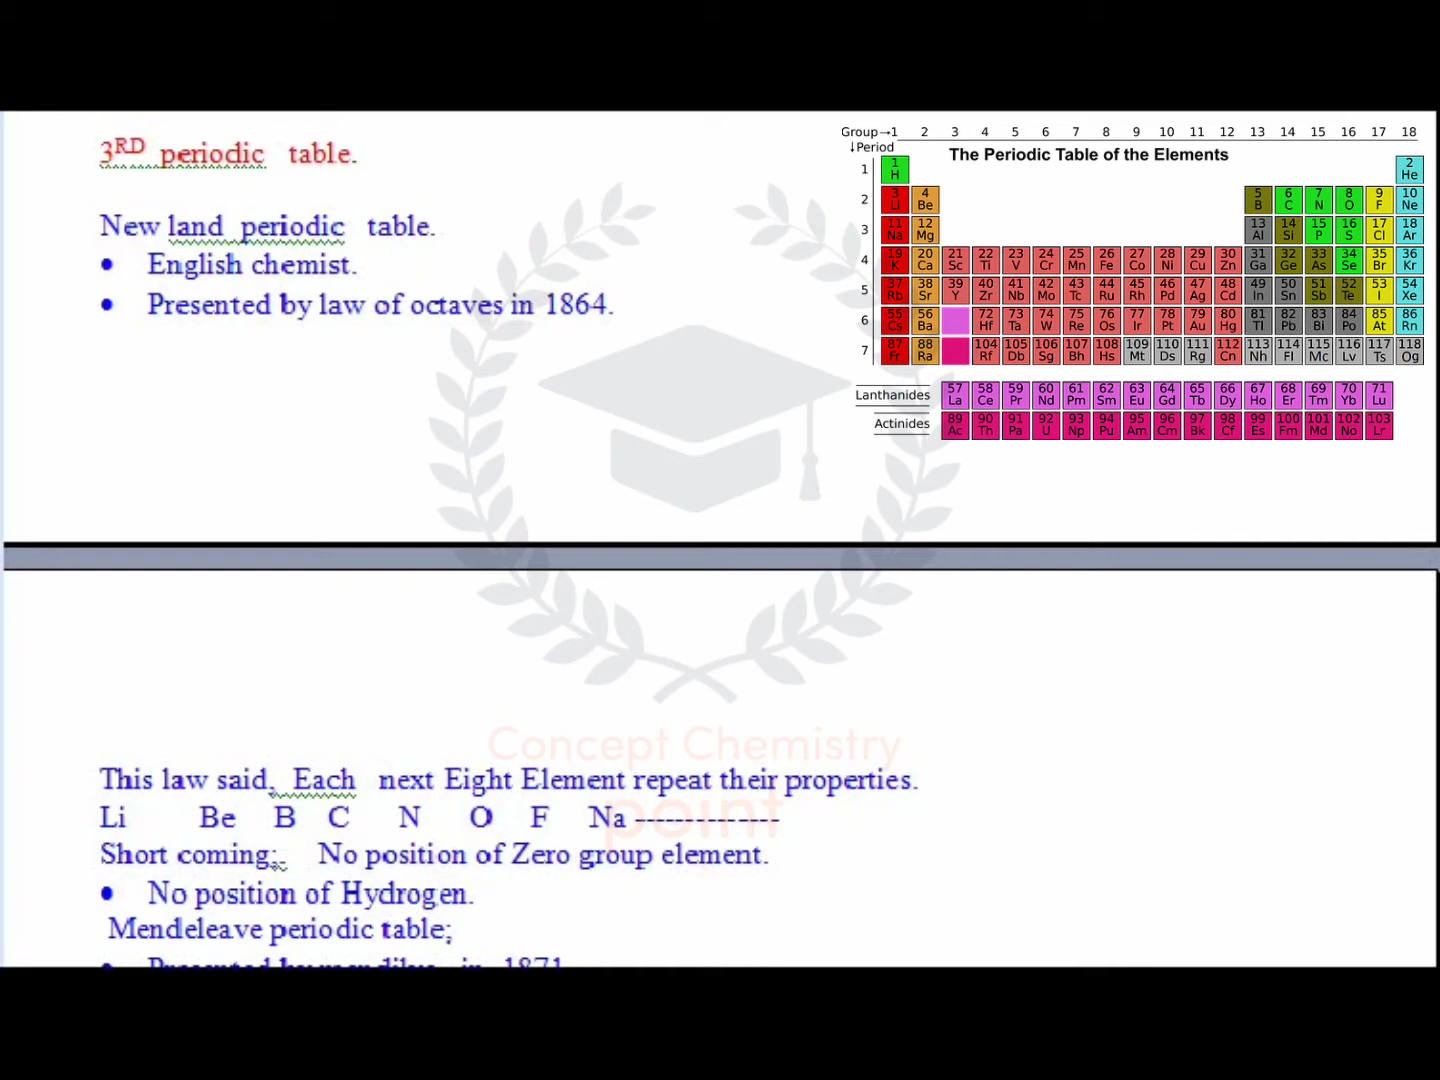 3RD periodic table.
New land periodic table.
• English chemist.
• Presented by law of octaves in 1864.
Group→1 2 3 4 5 6 7 8 9 10 11 12 13 14 15 16 17 18
↓Period
The Periodic Table of the Elements
1 1 H 2 He
2 3 Li 4 Be 5 B 6 C 7 N 8 O 9 F 10 Ne
3 11 Na 12 Mg 13 Al 14 Si 15 P 16 S 17 Cl 18 Ar
4 19 K 20 Ca 21 Sc 22 Ti 23 V 24 Cr 25 Mn 26 Fe 27 Co 28 Ni 29 Cu 30 Zn 31 Ga 32 Ge 33 As 34 Se 35 Br 36 Kr
5 37 Rb 38 Sr 39 Y 40 Zr 41 Nb 42 Mo 43 Tc 44 Ru 45 Rh 46 Pd 47 Ag 48 Cd 49 In 50 Sn 51 Sb 52 Te 53 I 54 Xe
6 55 Cs 56 Ba 72 Hf 73 Ta 74 W 75 Re 76 Os 77 Ir 78 Pt 79 Au 80 Hg 81 Tl 82 Pb 83 Bi 84 Po 85 At 86 Rn
7 87 Fr 88 Ra 104 Rf 105 Db 106 Sg 107 Bh 108 Hs 109 Mt 110 Ds 111 Rg 112 Cn 113 Nh 114 Fl 115 Mc 116 Lv 117 Ts 118 Og
Lanthanides 57 La 58 Ce 59 Pr 60 Nd 61 Pm 62 Sm 63 Eu 64 Gd 65 Tb 66 Dy 67 Ho 68 Er 69 Tm 70 Yb 71 Lu
Actinides 89 Ac 90 Th 91 Pa 92 U 93 Np 94 Pu 95 Am 96 Cm 97 Bk 98 Cf 99 Es 100 Fm 101 Md 102 No 103 Lr
Concept Chemistry
point
This law said, Each next Eight Element repeat their properties.
Li Be B C N O F Na --------------
Short coming;- No position of Zero group element.
• No position of Hydrogen.
Mendeleave periodic table;
• Presented by in 1871